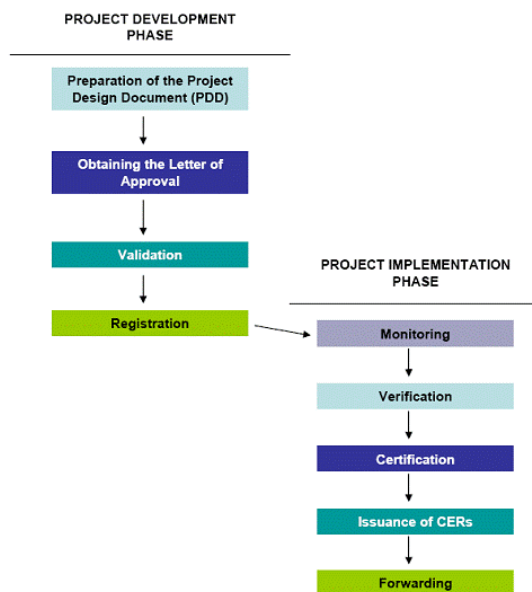 PROJECT DEVELOPMENT
PHASE
Preparation of the Project
Design Document (PDD)
Obtaining the Letter of
Approval
Validation
Registration
PROJECT IMPLEMENTATION
PHASE
Monitoring
Verification
Certification
Issuance of CERs
Forwarding